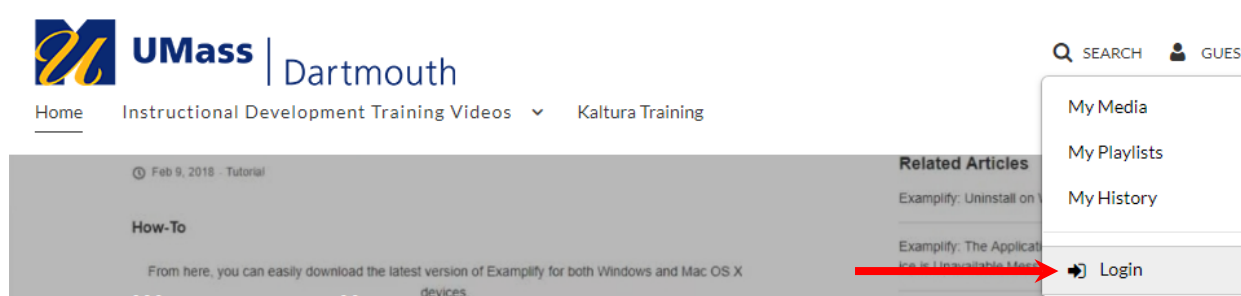 UMass
Dartmouth
SEARCH GUES
Home Instructional Development Training Videos Kaltura Training
My Media
My Playlists
My History
Login
Feb 9, 2018 - Tutorial
How-To
From here, you can easily download the latest version of Examplify for both Windows and Mac OS X
devices
Related Articles
Examplify: Uninstall on
Examplify: The Applicati
ice is Unavailable